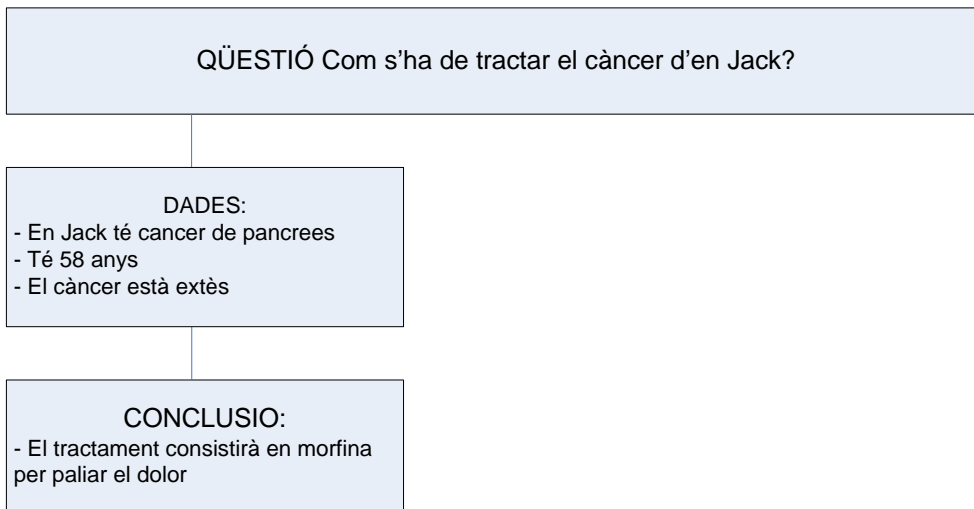 QÜESTIÓ Com s’ha de tractar el càncer d’en Jack?
DADES:
- En Jack té cancer de pancrees
- Té 58 anys
- El càncer està extès
CONCLUSIO:
- El tractament consistirà en morfina
per paliar el dolor